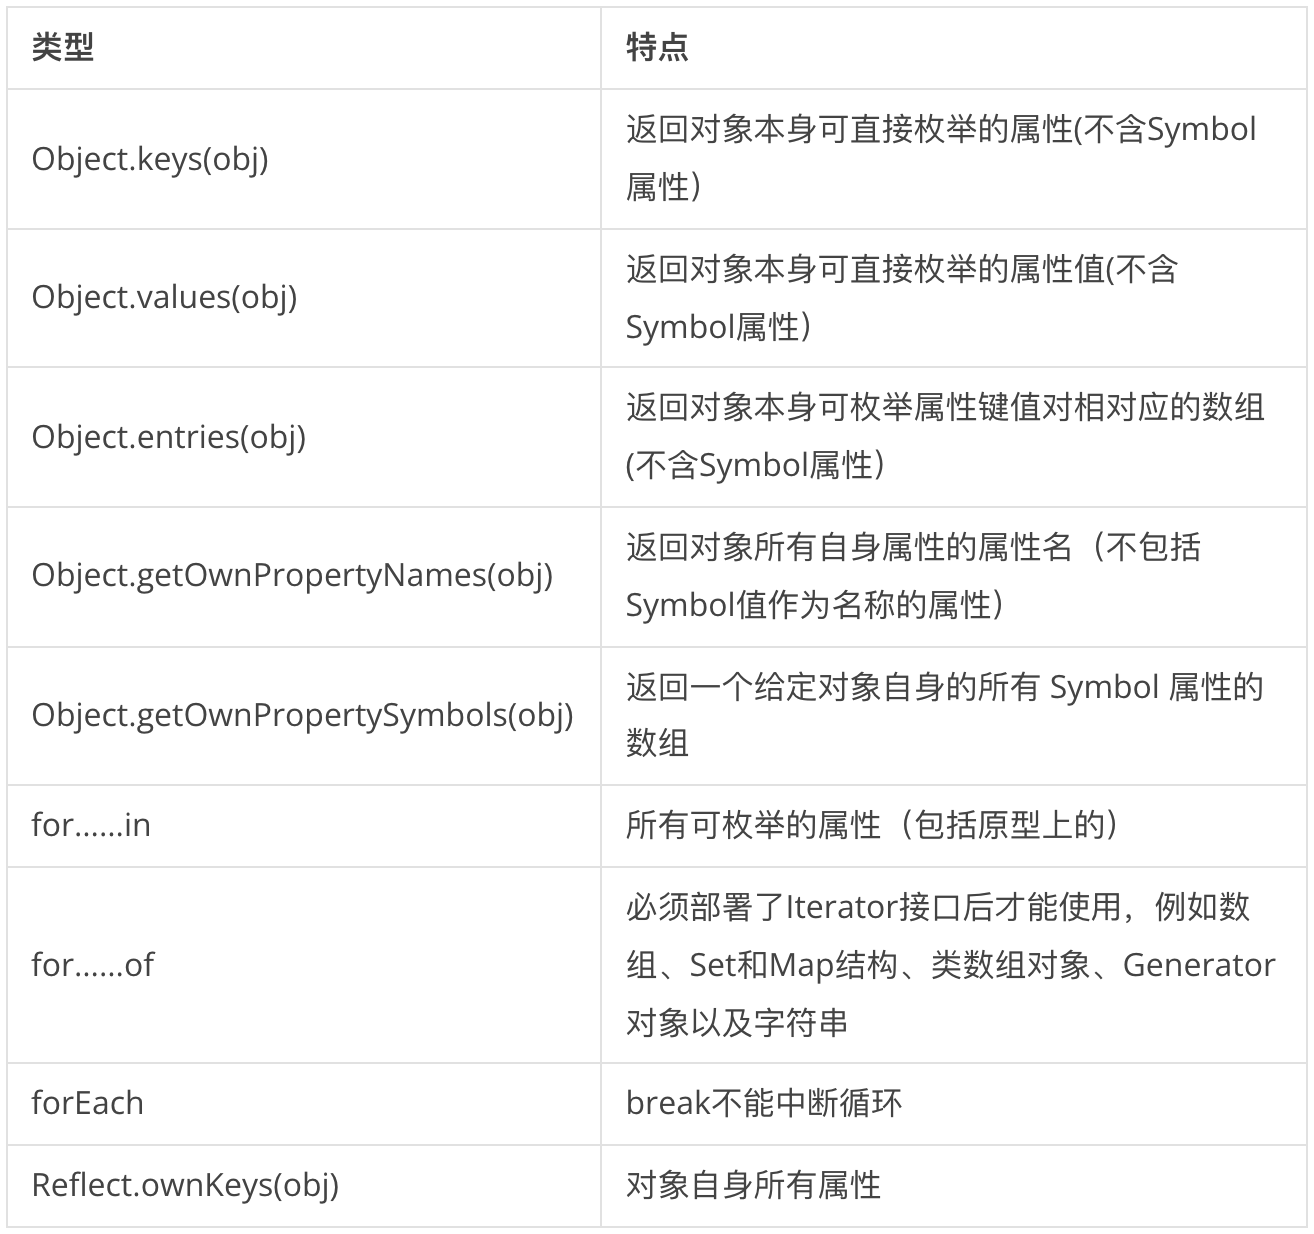 类型
特点
Object.keys(obj)
返回对象本身可直接枚举的属性(不含Symbol
属性）
Object.values(obj)
返回对象本身可直接枚举的属性值(不含
Symbol属性）
Object.entries(obj)
返回对象本身可枚举属性键值对相对应的数组
(不含Symbol属性）
Object.getOwnPropertyNames(obj)
返回对象所有自身属性的属性名（不包括
Symbol值作为名称的属性）
Object.getOwnPropertySymbols(obj)
返回一个给定对象自身的所有 Symbol 属性的
数组
for……in
所有可枚举的属性（包括原型上的）
for……of
必须部署了Iterator接口后才能使用，例如数
组、Set和Map结构、类数组对象、Generator
对象以及字符串
forEach
break不能中断循环
Reflect.ownKeys(obj)
对象自身所有属性